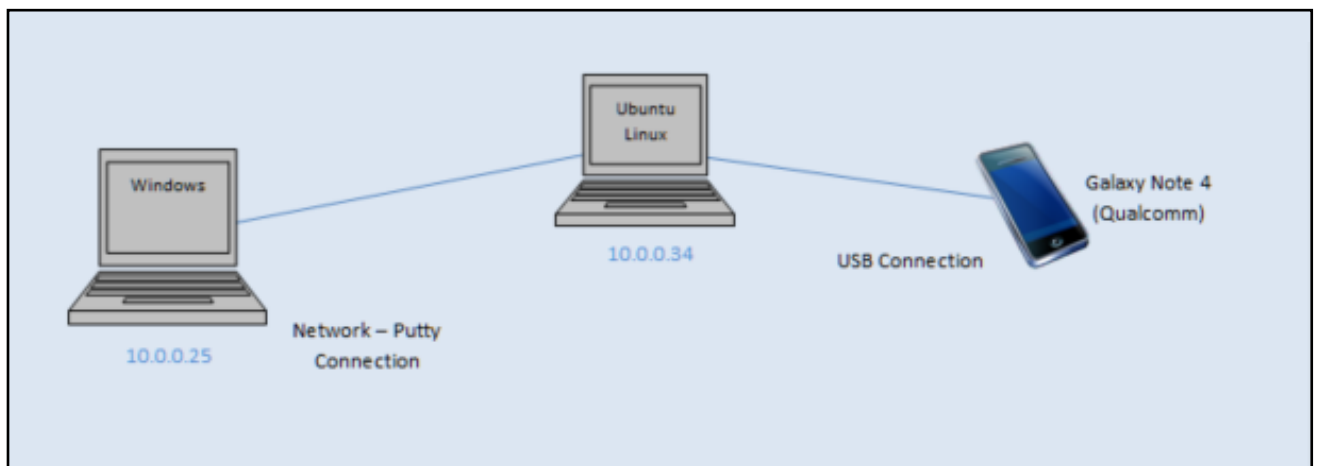 Windows
10.0.0.25
Network – Putty
Connection
Ubuntu
Linux
10.0.0.34
USB Connection
Galaxy Note 4
(Qualcomm)